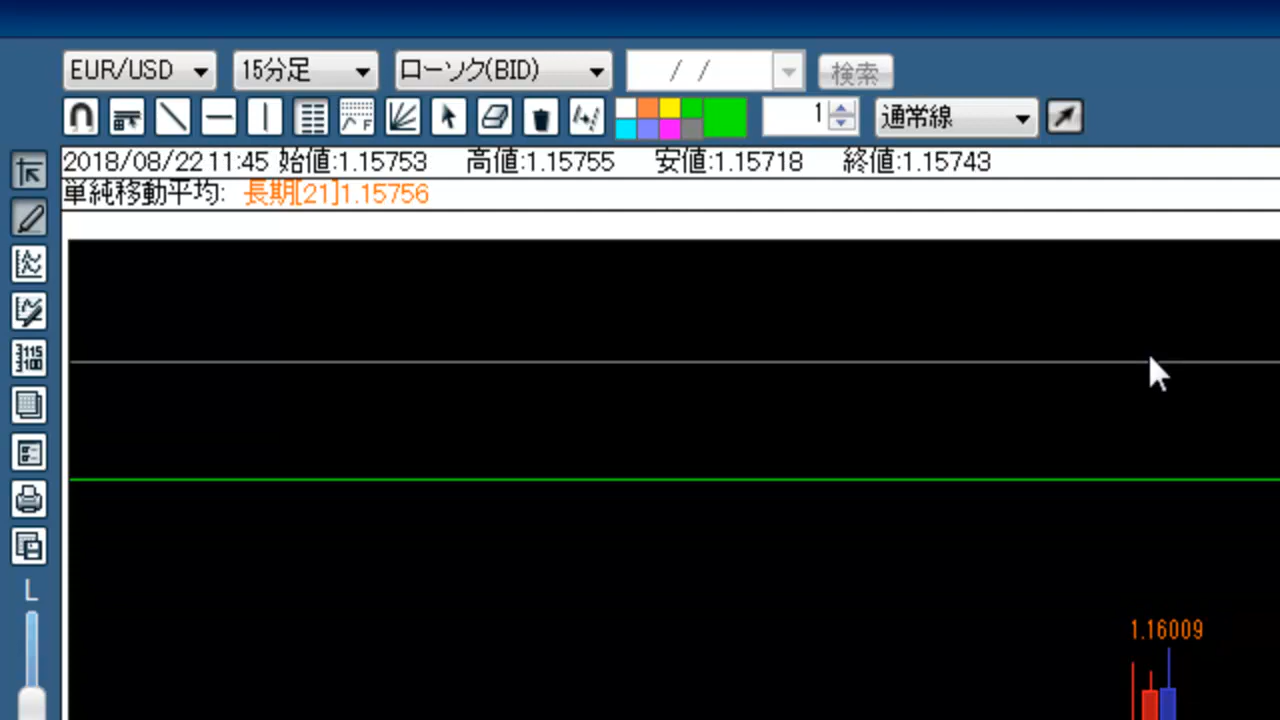 EUR/USD 15分足 ローソク(BID) / / 検索
1 通常線
2018/08/22 11:45 始値:1.15753 高値:1.15755 安値:1.15718 終値:1.15743
単純移動平均: 長期[21]1.15756
115
100
L
1.16009